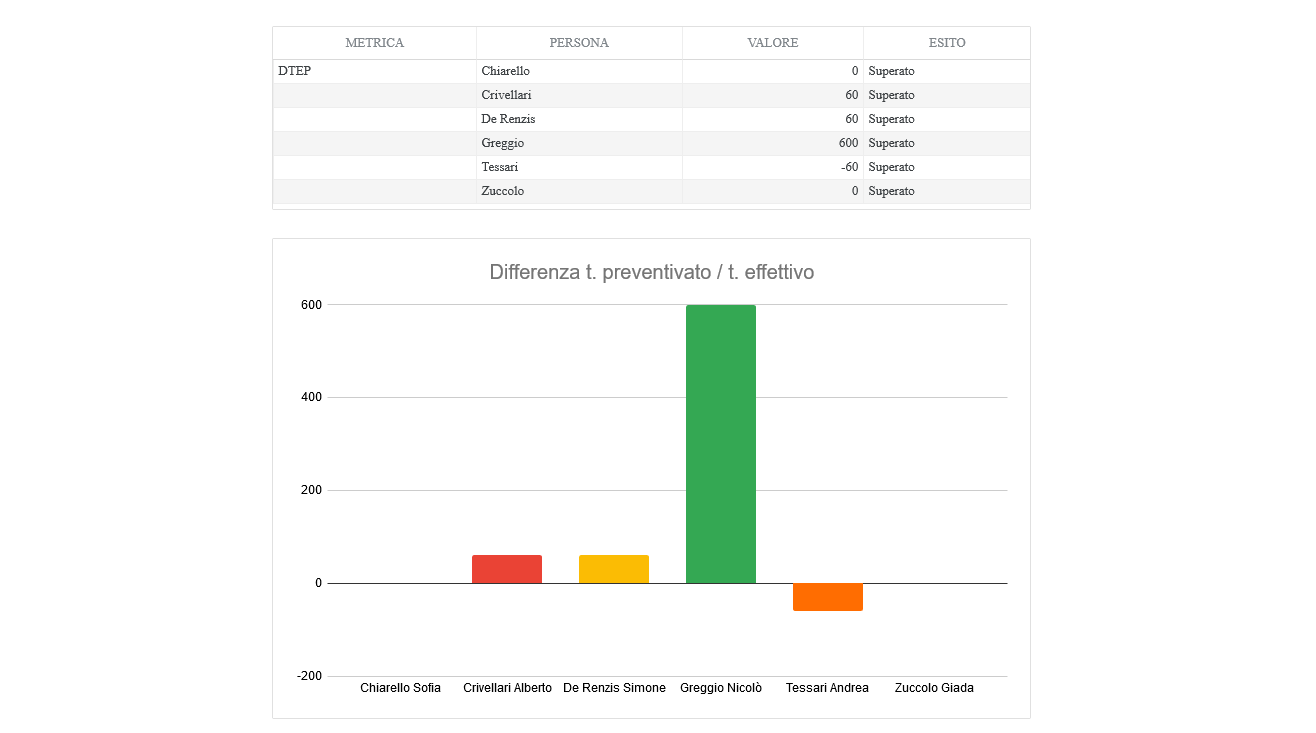 METRICA PERSONA VALORE ESITO
DTEP Chiarello 0 Superato
Crivellari 60 Superato
De Renzis 60 Superato
Greggio 600 Superato
Tessari -60 Superato
Zuccolo 0 Superato
Differenza t. preventivato / t. effettivo
600
400
200
0
-200
Chiarello Sofia Crivellari Alberto De Renzis Simone Greggio Nicolò Tessari Andrea Zuccolo Giada